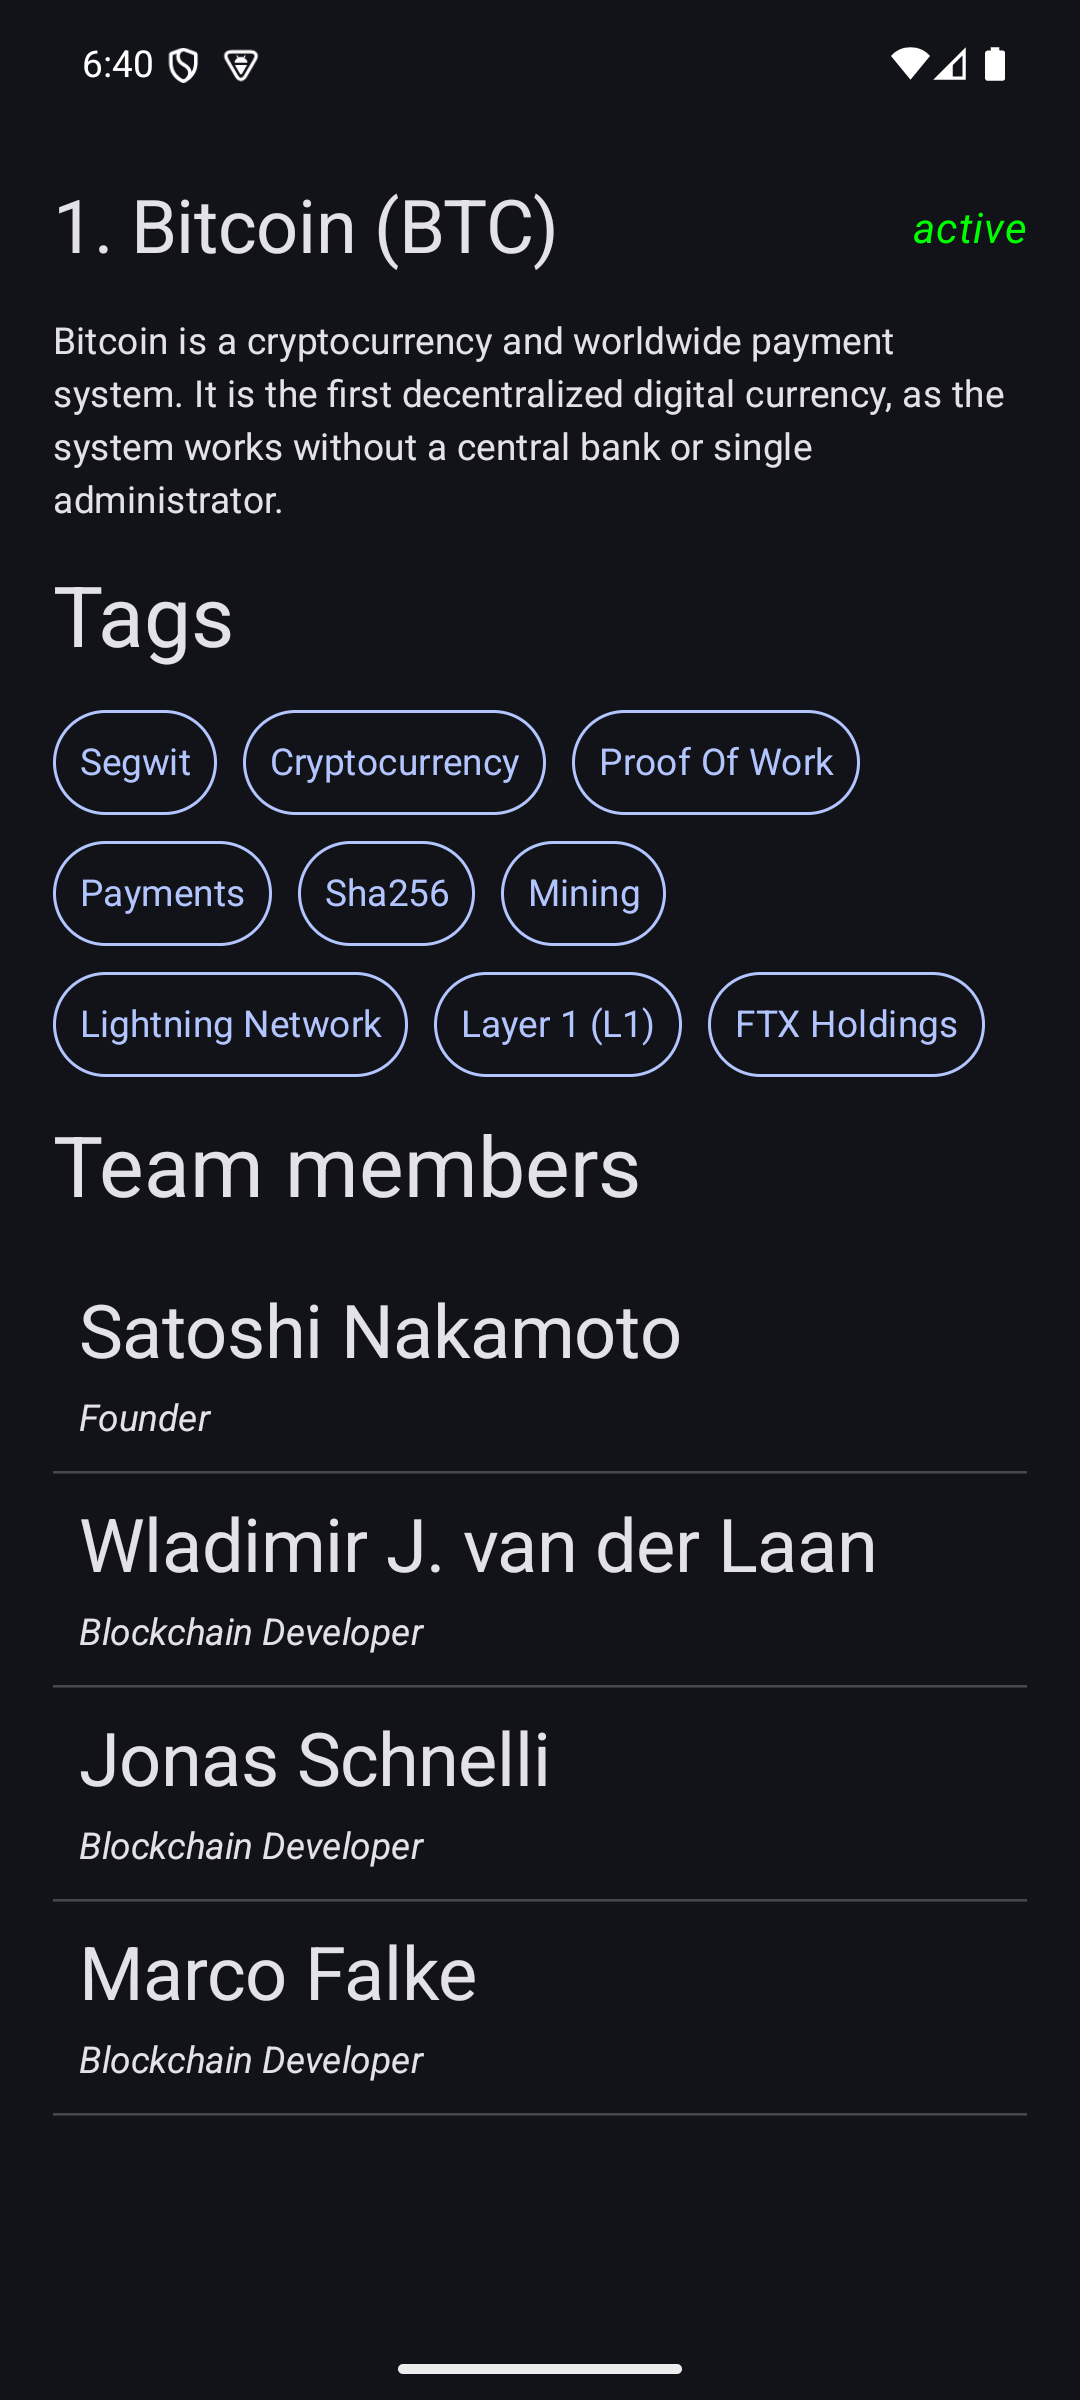 6:40
1. Bitcoin (BTC)
active
Bitcoin is a cryptocurrency and worldwide payment
system. It is the first decentralized digital currency, as the
system works without a central bank or single
administrator.
Tags
Segwit Cryptocurrency Proof Of Work
Payments Sha256 Mining
Lightning Network Layer 1 (L1) FTX Holdings
Team members
Satoshi Nakamoto
Founder
Wladimir J. van der Laan
Blockchain Developer
Jonas Schnelli
Blockchain Developer
Marco Falke
Blockchain Developer